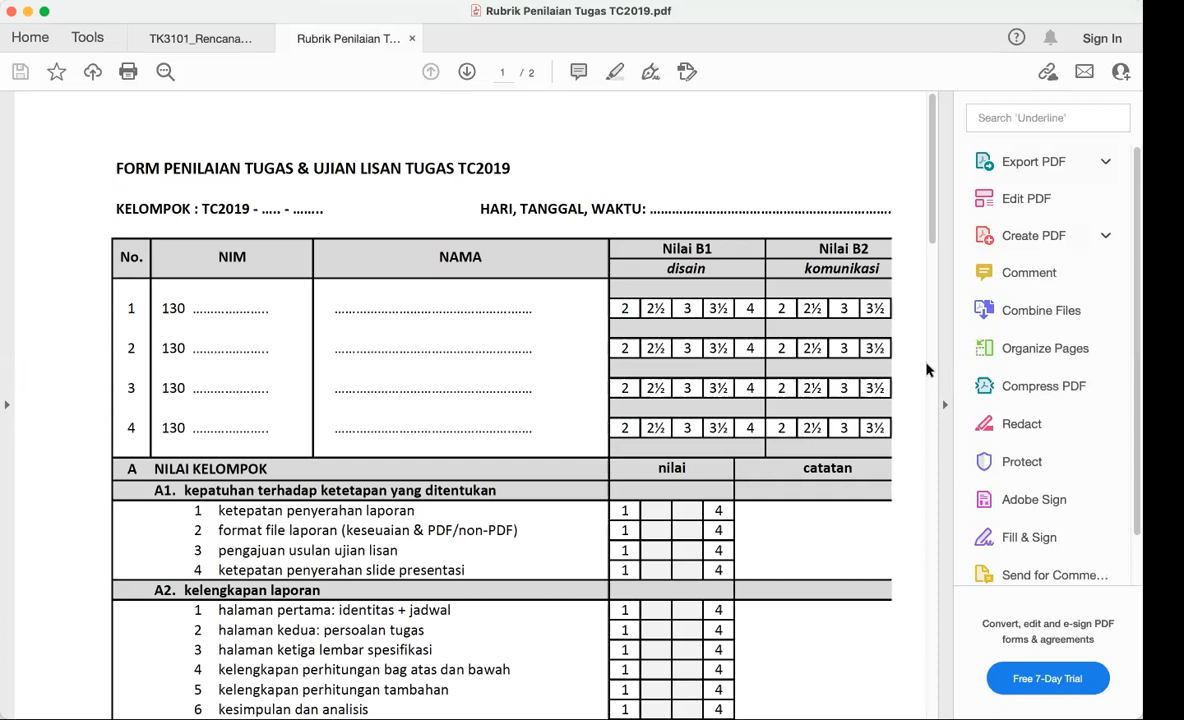 Rubrik Penilaian Tugas TC2019.pdf
Home Tools TK3101_Rencana... Rubrik Penilaian T... × Sign In
1 / 2
Search 'Underline'
Export PDF
Edit PDF
Create PDF
Comment
Combine Files
Organize Pages
Compress PDF
Redact
Protect
Adobe Sign
Fill & Sign
Send for Comme...
Convert, edit and e-sign PDF
forms & agreements
Free 7-Day Trial
FORM PENILAIAN TUGAS & UJIAN LISAN TUGAS TC2019
KELOMPOK : TC2019 - ..... - ........ HARI, TANGGAL, WAKTU: ......................................................
No. NIM NAMA Nilai B1 Nilai B2
disain komunikasi
1 130 ..................... ....................................................... 2 2½ 3 3½ 4 2 2½ 3 3½
2 130 ..................... ....................................................... 2 2½ 3 3½ 4 2 2½ 3 3½
3 130 ..................... ....................................................... 2 2½ 3 3½ 4 2 2½ 3 3½
4 130 ..................... ....................................................... 2 2½ 3 3½ 4 2 2½ 3 3½
A NILAI KELOMPOK nilai catatan
A1. kepatuhan terhadap ketetapan yang ditentukan
1 ketepatan penyerahan laporan 1 4
2 format file laporan (keseuaian & PDF/non-PDF) 1 4
3 pengajuan usulan ujian lisan 1 4
4 ketepatan penyerahan slide presentasi 1 4
A2. kelengkapan laporan
1 halaman pertama: identitas + jadwal 1 4
2 halaman kedua: persoalan tugas 1 4
3 halaman ketiga lembar spesifikasi 1 4
4 kelengkapan perhitungan bag atas dan bawah 1 4
5 kelengkapan perhitungan tambahan 1 4
6 kesimpulan dan analisis 1 4